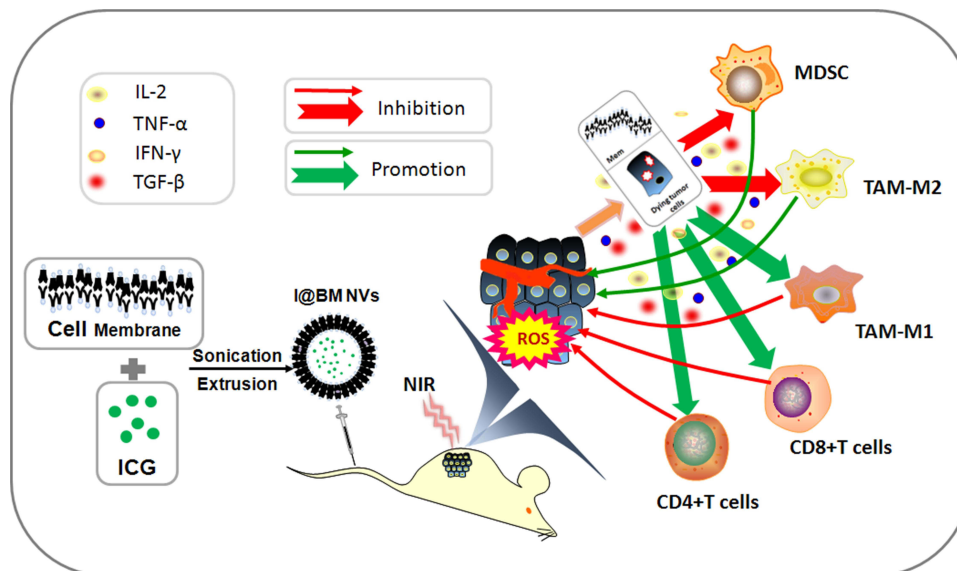 IL-2
TNF-α
IFN-γ
TGF-β
Inhibition
Promotion
Mem
Dying tumor
cells
MDSC
TAM-M2
TAM-M1
CD8+T cells
CD4+T cells
ROS
Cell Membrane
ICG
Sonication
Extrusion
I@BM NVs
NIR